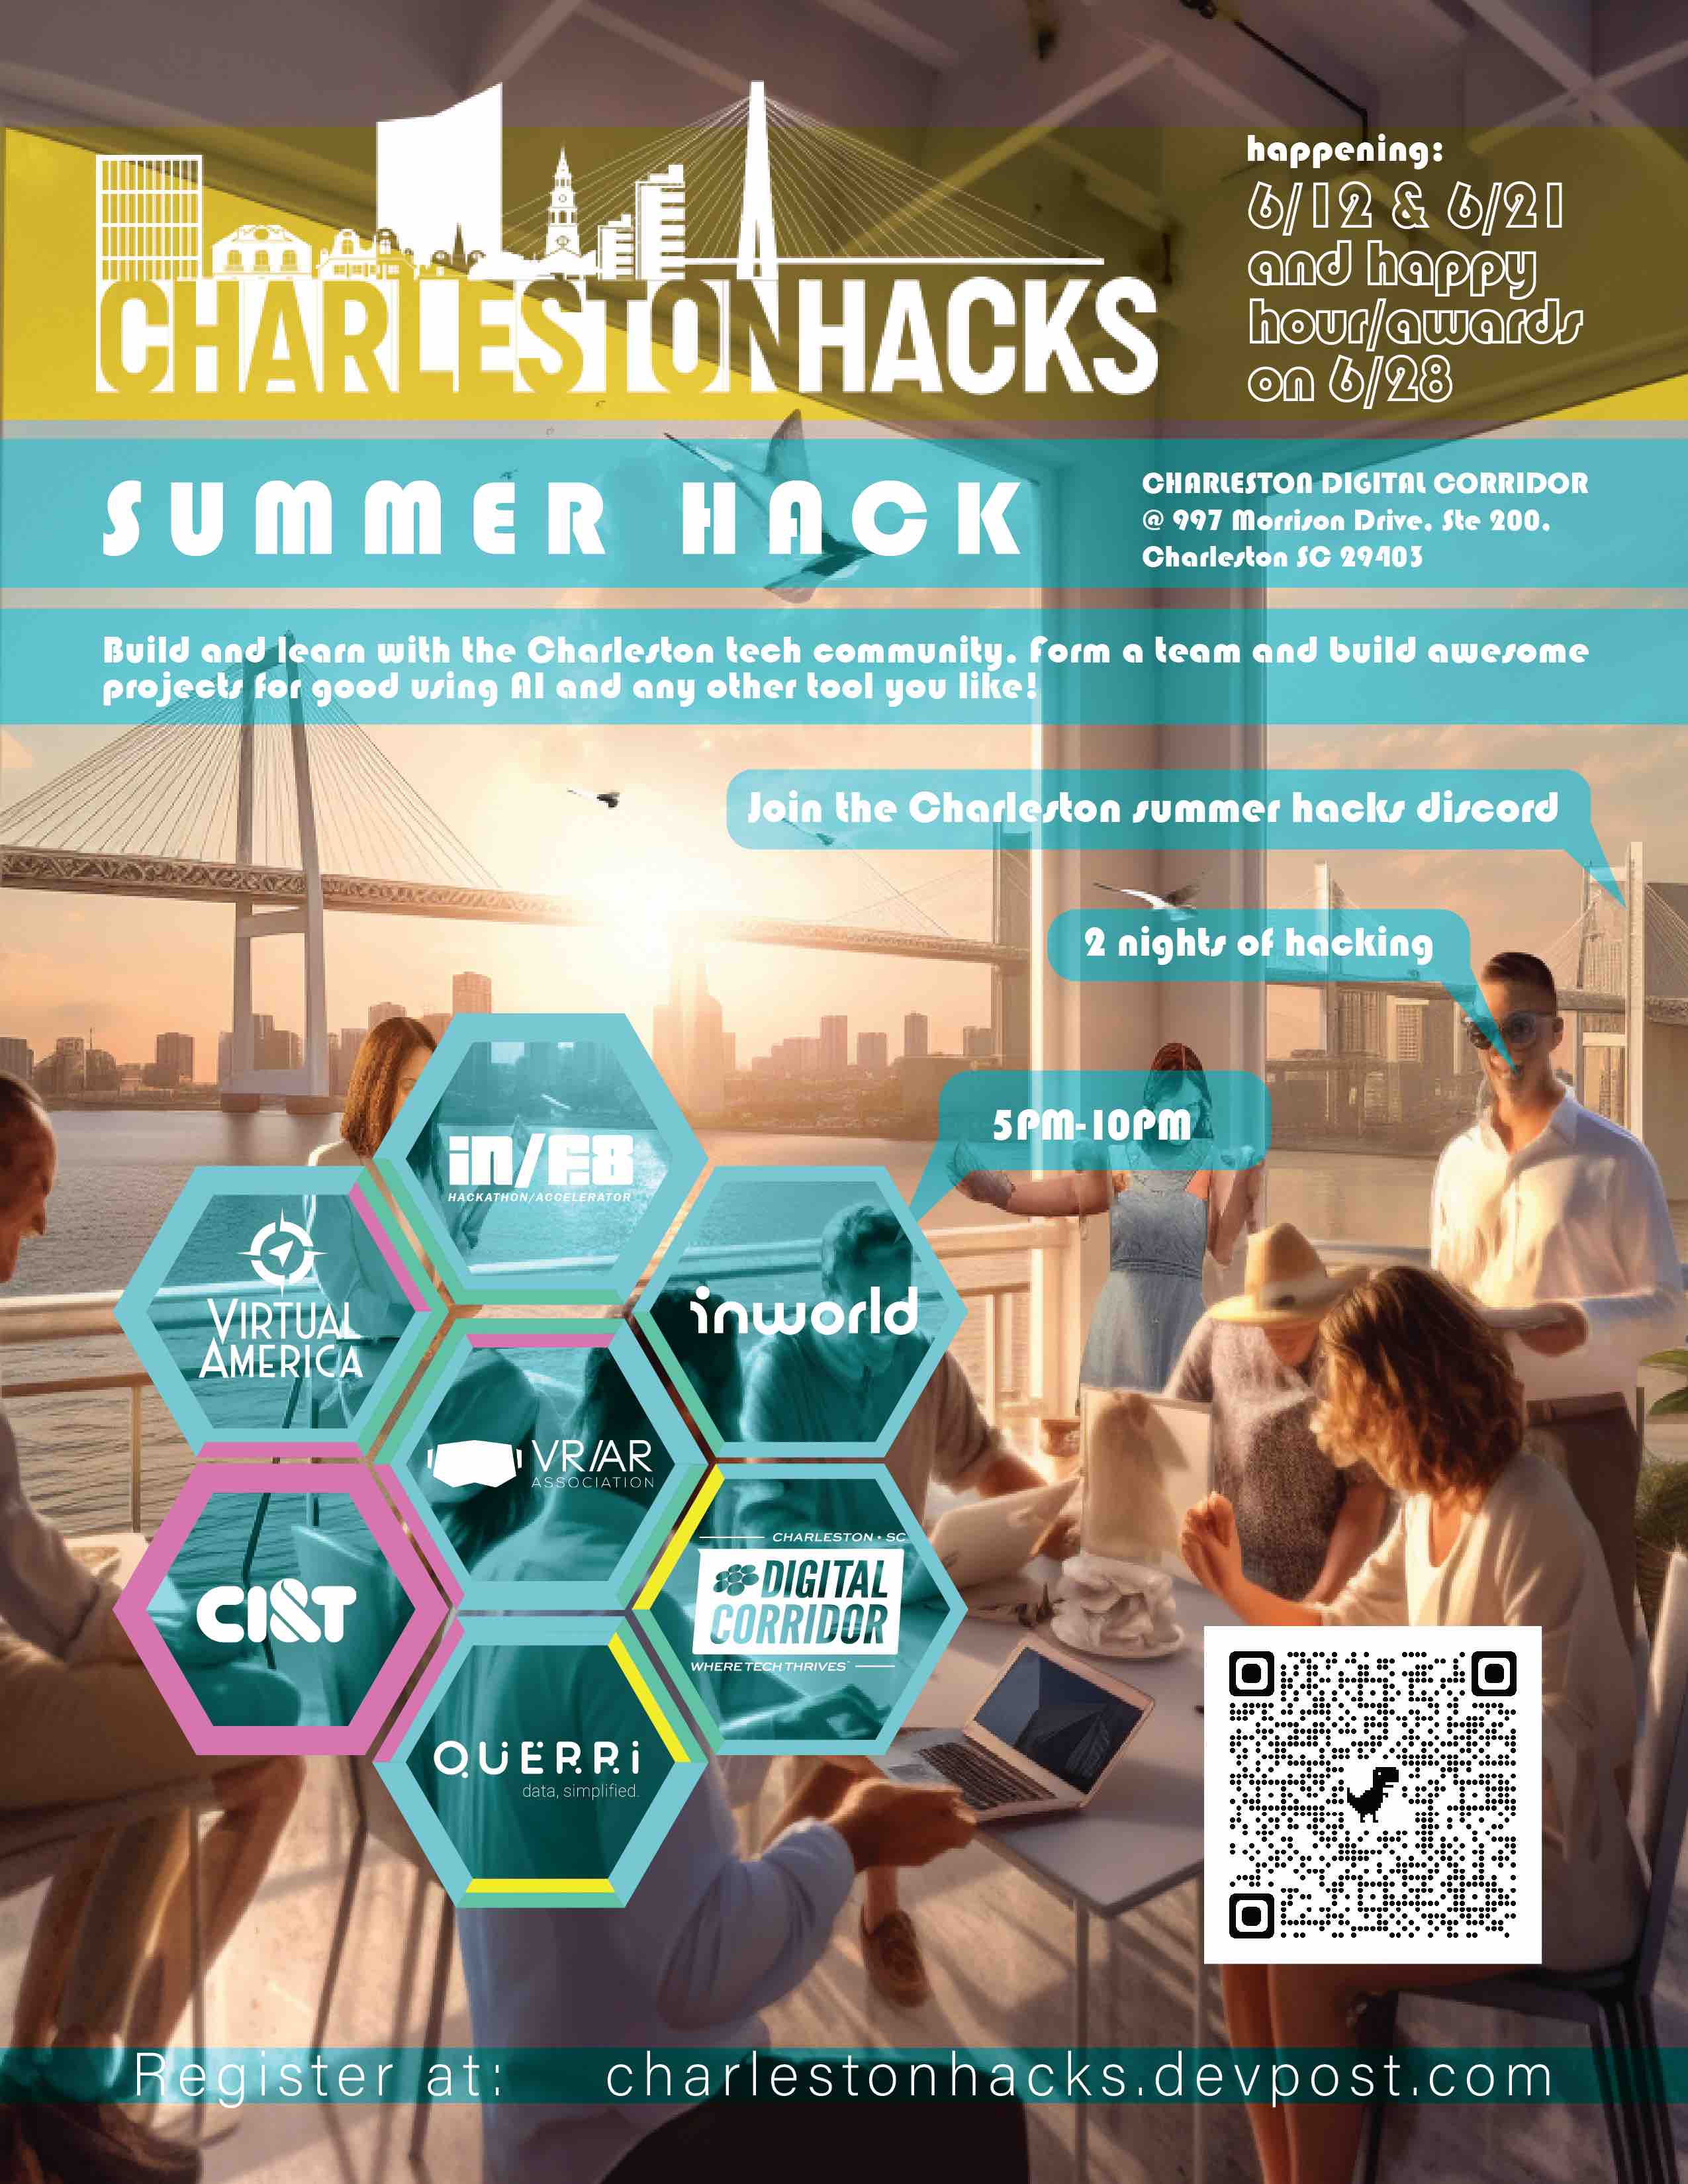 CHARLESTONHACKS
happening:
6/12 & 6/21
and happy
hour/awards
on 6/28
SUMMER HACK
CHARLESTON DIGITAL CORRIDOR
@ 997 Morrison Drive. Ste 200.
Charleston SC 29403
Build and learn with the Charleston tech community. Form a team and build awesome
projects for good using AI and any other tool you like!
Join the Charleston summer hacks discord
2 nights of hacking
5PM-10PM
in/E8
HACKATHON/ACCELERATOR
VIRTUAL
AMERICA
inworld
VR/AR
ASSOCIATION
CI&T
CHARLESTON • SC
DIGITAL
CORRIDOR
WHERE TECH THRIVES
QUERRI
data, simplified.
Register at: charlestonhacks.devpost.com